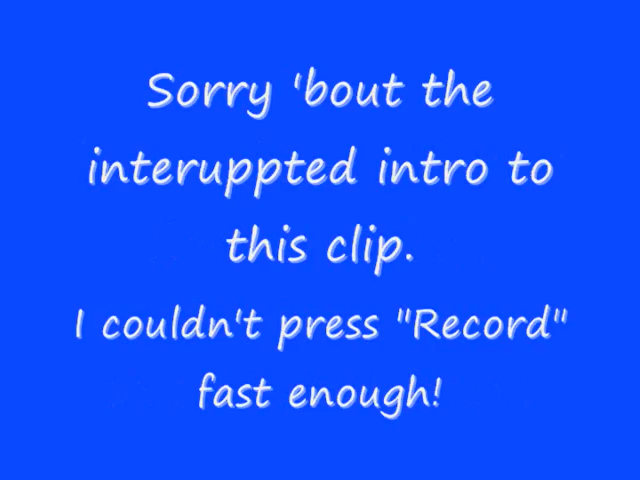 Sorry 'bout the
interuppted intro to
this clip.
I couldn't press "Record"
fast enough!